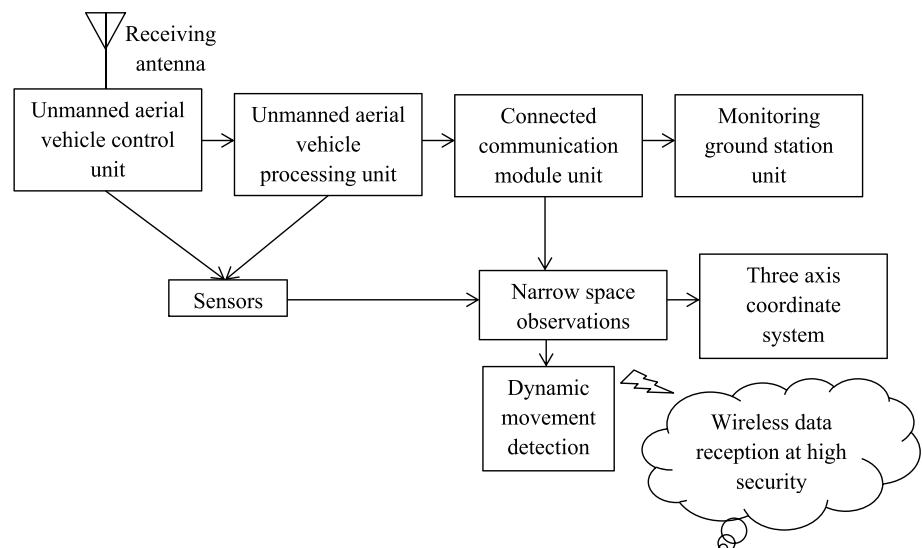 Receiving
antenna
Unmanned aerial
vehicle control
unit
Unmanned aerial
vehicle
processing unit
Connected
communication
module unit
Monitoring
ground station
unit
Sensors
Narrow space
observations
Three axis
coordinate
system
Dynamic
movement
detection
Wireless data
reception at high
security